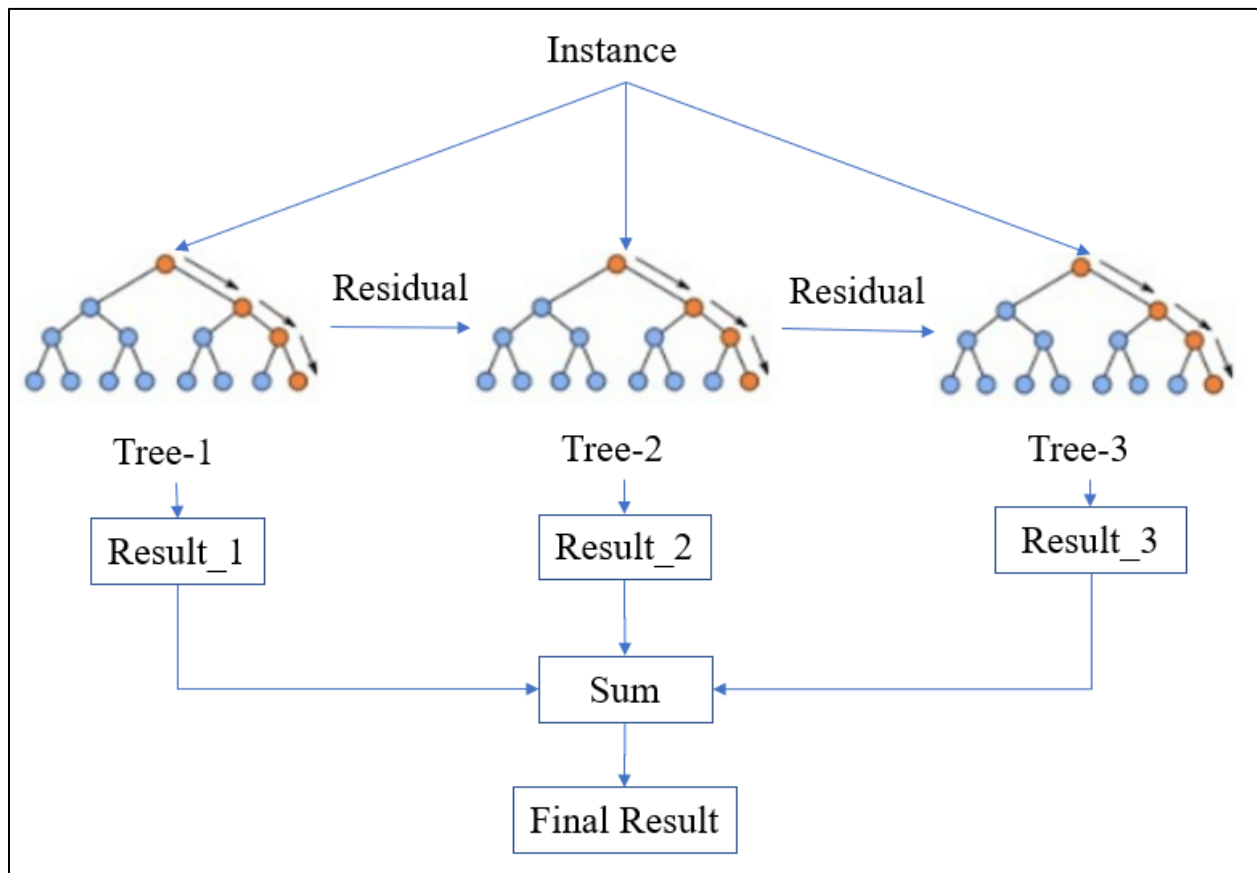 Instance
Residual
Residual
Tree-1
Tree-2
Tree-3
Result_1
Result_2
Result_3
Sum
Final Result